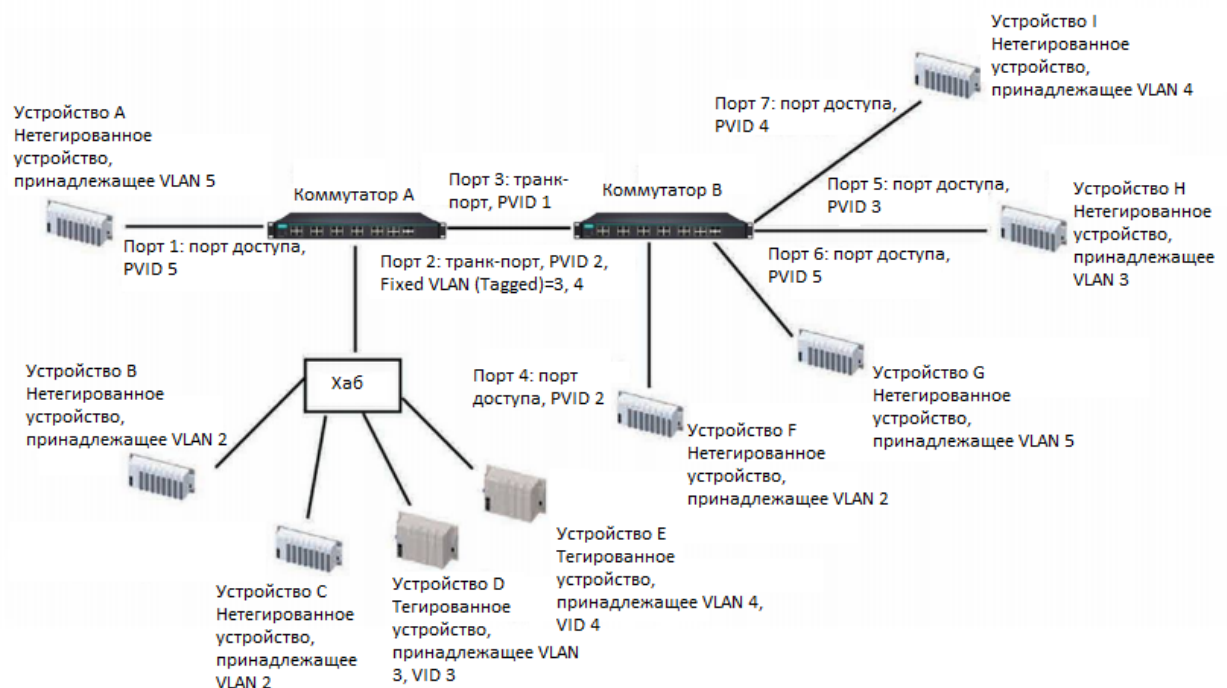 Устройство I
Нетегированное
устройство,
принадлежащее VLAN 4
Порт 7: порт доступа,
PVID 4
Устройство A
Нетегированное
устройство,
принадлежащее VLAN 5
Коммутатор A
Порт 3: транк-
порт, PVID 1
Коммутатор B
Порт 5: порт доступа,
PVID 3
Устройство H
Нетегированное
устройство,
принадлежащее
VLAN 3
Порт 1: порт доступа,
PVID 5
Порт 2: транк-порт, PVID 2,
Fixed VLAN (Tagged)=3, 4
Порт 6: порт доступа,
PVID 5
Устройство B
Нетегированное
устройство,
принадлежащее VLAN 2
Хаб
Порт 4: порт
доступа, PVID 2
Устройство G
Нетегированное
устройство,
принадлежащее VLAN 5
Устройство F
Нетегированное
устройство,
принадлежащее VLAN 2
Устройство C
Нетегированное
устройство,
принадлежащее
VLAN 2
Устройство D
Тегированное
устройство,
принадлежащее VLAN
3, VID 3
Устройство E
Тегированное
устройство,
принадлежащее VLAN 4,
VID 4